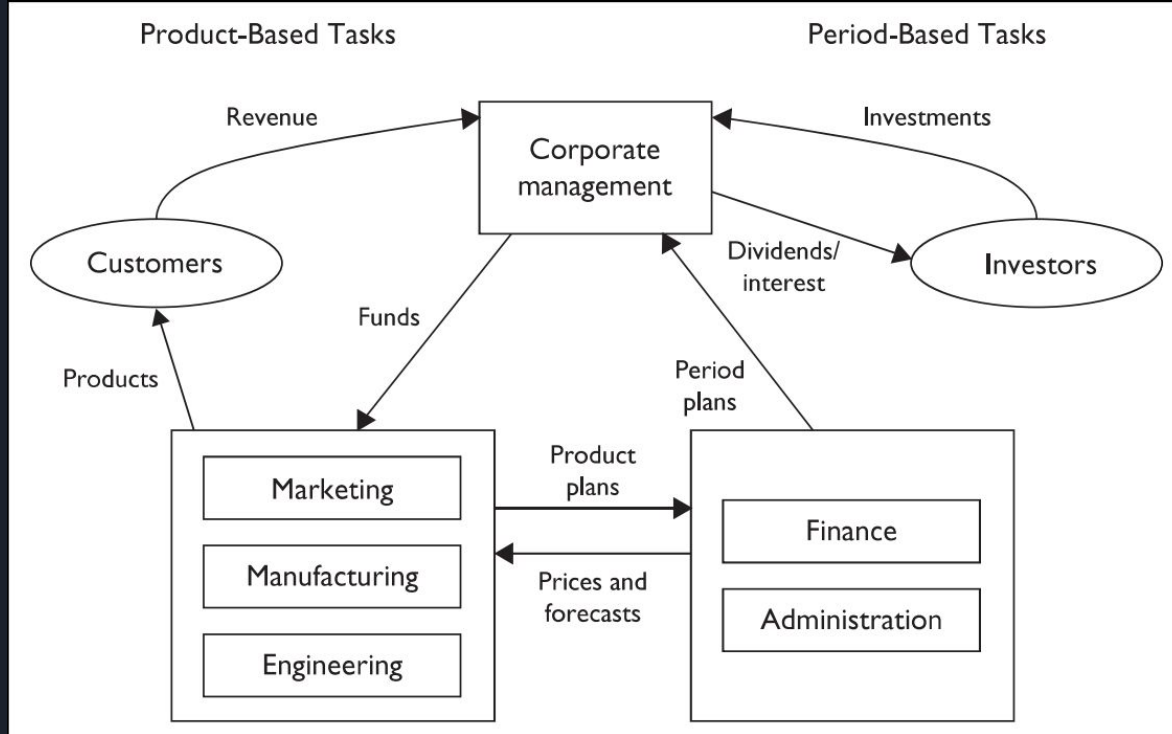 Product-Based Tasks
Period-Based Tasks
Revenue
Investments
Corporate
management
Customers
Dividends/
interest
Investors
Funds
Products
Period
plans
Marketing
Product
plans
Finance
Manufacturing
Prices and
forecasts
Administration
Engineering